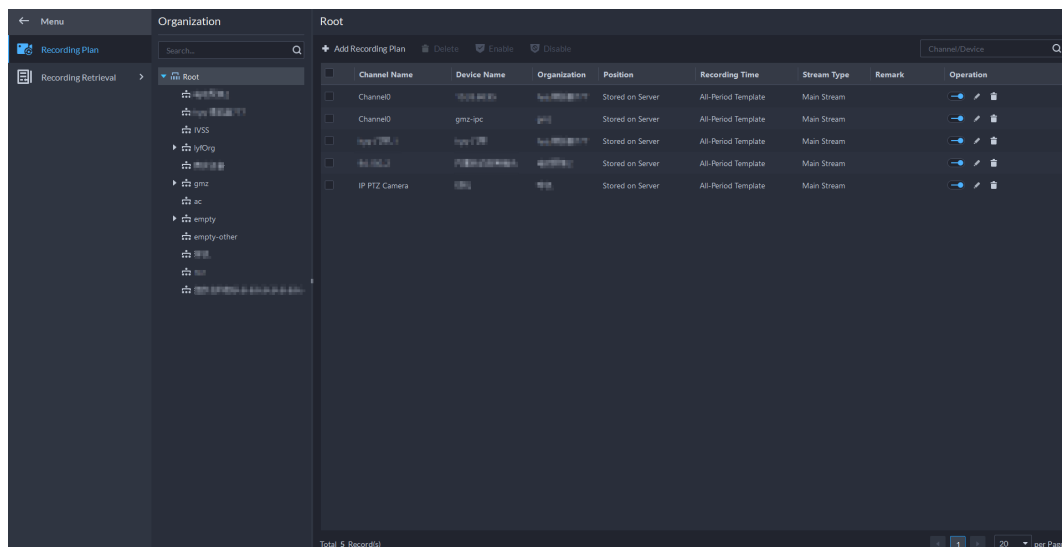 Menu
Recording Plan
Recording Retrieval
Organization
Search...
Root
IVSS
lyfOrg
gmz
ac
empty
empty-other
Root
Add Recording Plan Delete Enable Disable Channel/Device
Channel Name Device Name Organization Position Recording Time Stream Type Remark Operation
Channel0 Stored on Server All-Period Template Main Stream
Channel0 gmz-ipc Stored on Server All-Period Template Main Stream
Stored on Server All-Period Template Main Stream
Stored on Server All-Period Template Main Stream
IP PTZ Camera Stored on Server All-Period Template Main Stream
Total 5 Record(s) 1 20 per Page